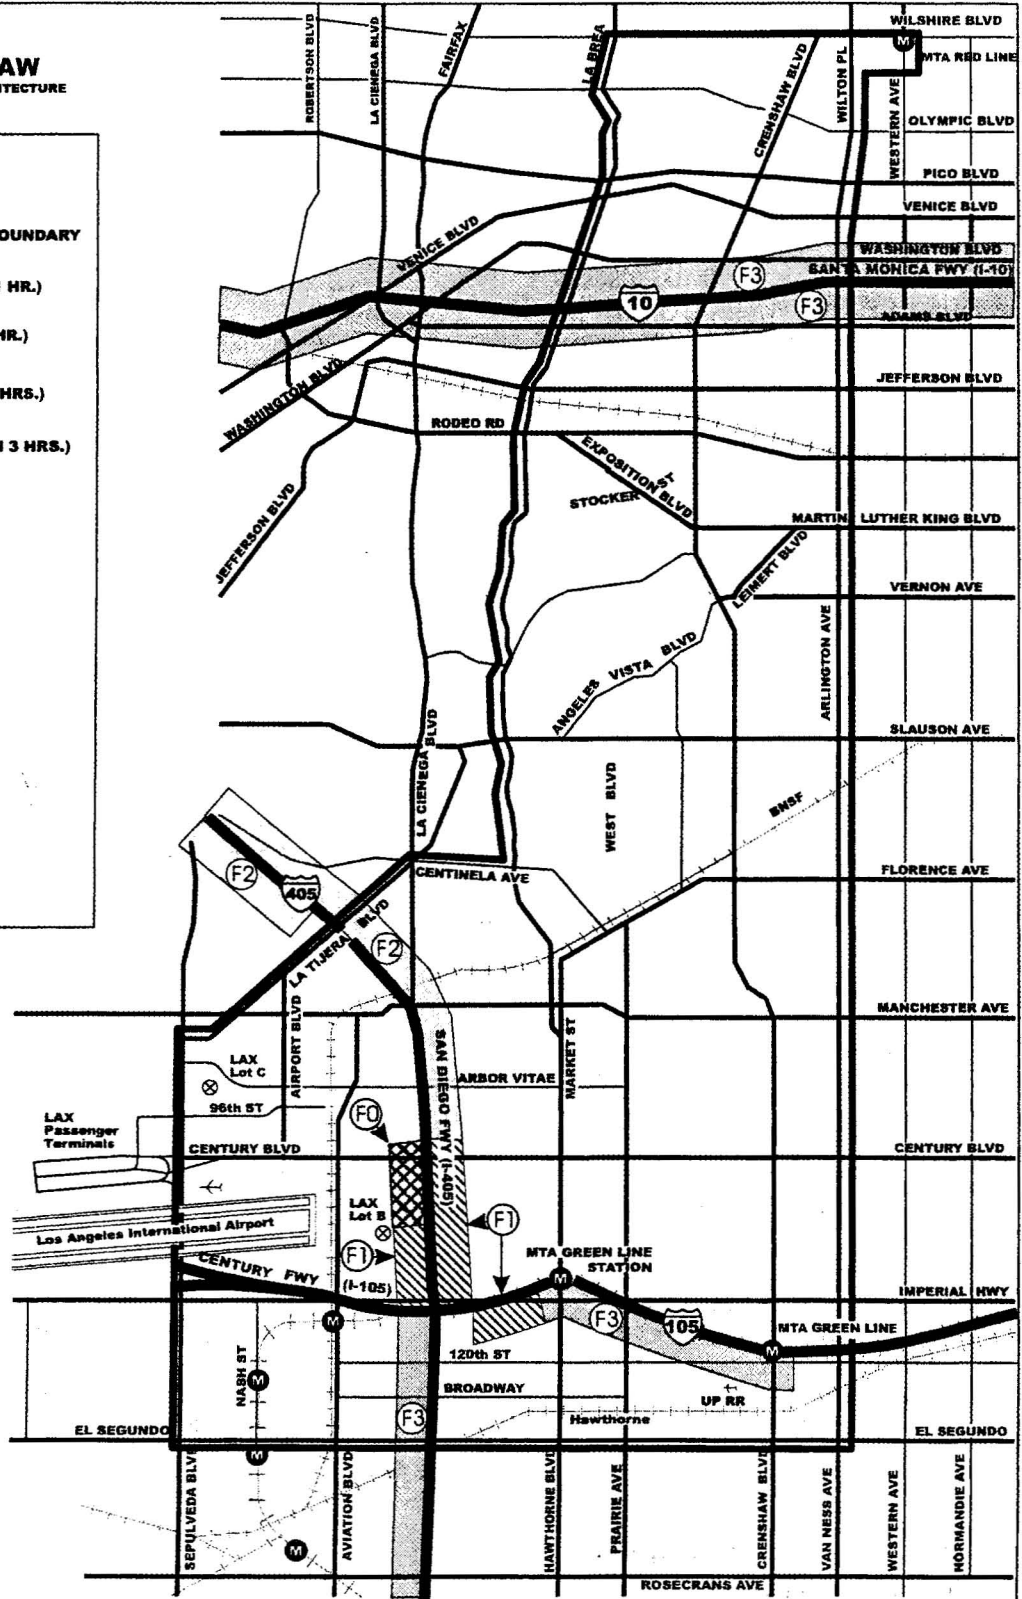 AW
ITECTURE
OUNDARY
HR.)
HR.)
HRS.)
3 HRS.)
ROBERTSON BLVD
LA CIENEGA BLVD
FAIRFAX
LA BREA
CRENSHAW BLVD
WILTON PL
WESTERN AVE
WILSHIRE BLVD
M
MTA RED LINE
OLYMPIC BLVD
PICO BLVD
VENICE BLVD
VENICE BLVD
WASHINGTON BLVD
SANTA MONICA FWY (I-10)
F3
10
F3
ADAMS BLVD
WASHINGTON BLVD
JEFFERSON BLVD
RODEO RD
EXPOSITION BLVD
STOCKER ST
JEFFERSON BLVD
MARTIN LUTHER KING BLVD
LEIMERT BLVD
VERNON AVE
ARLINGTON AVE
ANGELES VISTA BLVD
SLAUSON AVE
LA CIENEGA BLVD
WEST BLVD
BNSF
F2
405
CENTINELA AVE
FLORENCE AVE
LA TIJERA BLVD
F2
AIRPORT BLVD
MANCHESTER AVE
SAN DIEGO FWY (I-405)
MARKET ST
LAX
Lot C
ARBOR VITAE
96th ST
F0
LAX
Passenger
Terminals
CENTURY BLVD
CENTURY BLVD
LAX
Lot B
Los Angeles International Airport
F1
F1
CENTURY FWY
(I-105)
MTA GREEN LINE
STATION
M
IMPERIAL HWY
F3
105
MTA GREEN LINE
M
M
120th ST
NASH ST
M
BROADWAY
UP RR
F3
Hawthorne
EL SEGUNDO
EL SEGUNDO
M
SEPULVEDA BLVD
AVIATION BLVD
HAWTHORNE BLVD
PRAIRIE AVE
CRENSHAW BLVD
VAN NESS AVE
WESTERN AVE
NORMANDIE AVE
M
ROSECRANS AVE